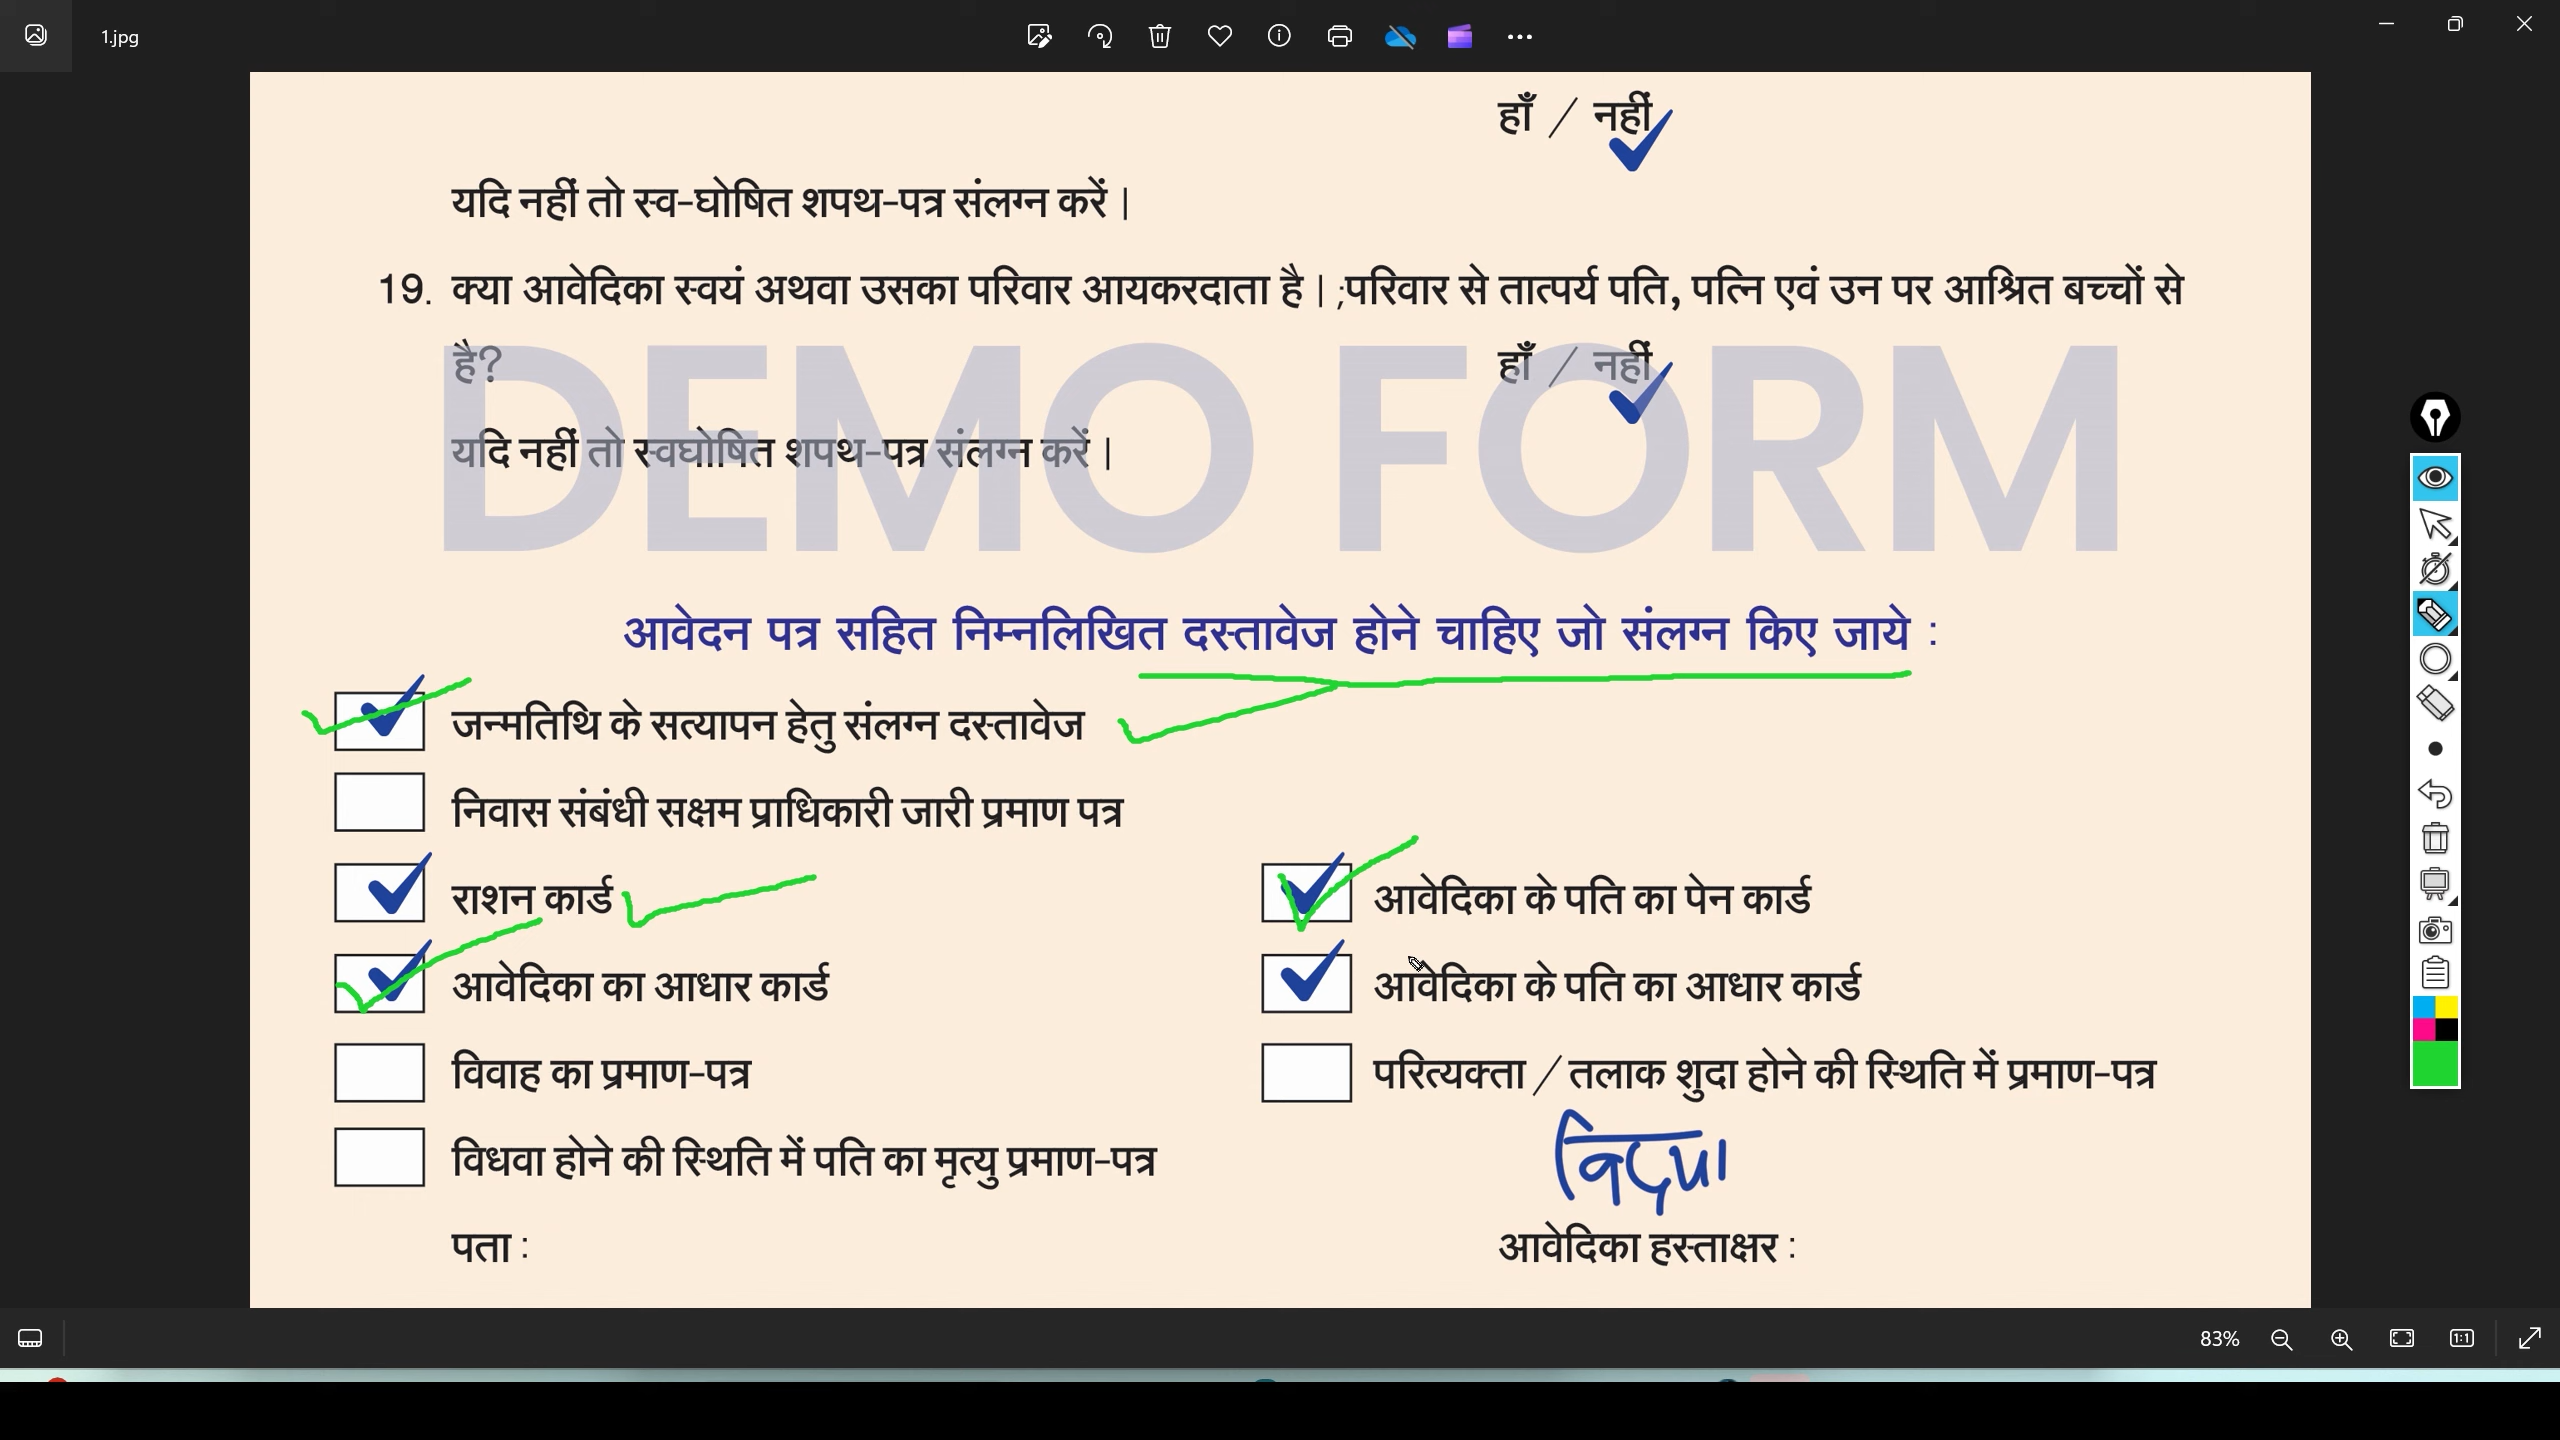 1.jpg
हाँ / नहीं
यदि नहीं तो स्व-घोषित शपथ-पत्र संलग्न करें |
19. क्या आवेदिका स्वयं अथवा उसका परिवार आयकरदाता है | ;परिवार से तात्पर्य पति, पत्नि एवं उन पर आश्रित बच्चों से
है? हाँ / नहीं
यदि नहीं तो स्वघोषित शपथ-पत्र संलग्न करें |
DEMO FORM
आवेदन पत्र सहित निम्नलिखित दस्तावेज होने चाहिए जो संलग्न किए जाये :
जन्मतिथि के सत्यापन हेतु संलग्न दस्तावेज
निवास संबंधी सक्षम प्राधिकारी जारी प्रमाण पत्र
राशन कार्ड आवेदिका के पति का पेन कार्ड
आवेदिका का आधार कार्ड आवेदिका के पति का आधार कार्ड
विवाह का प्रमाण-पत्र परित्यक्ता / तलाक शुदा होने की स्थिति में प्रमाण-पत्र
विधवा होने की स्थिति में पति का मृत्यु प्रमाण-पत्र
विद्या
पता : आवेदिका हस्ताक्षर :
83%
1:1